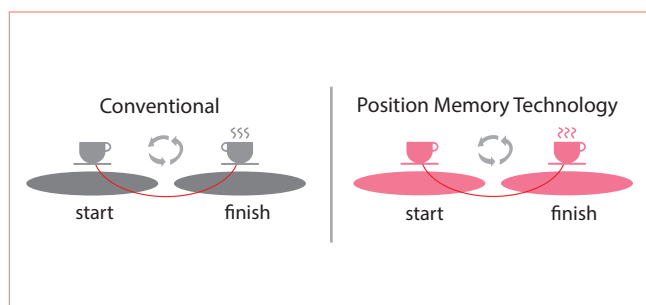 Conventional
start
finish
Position Memory Technology
start
finish